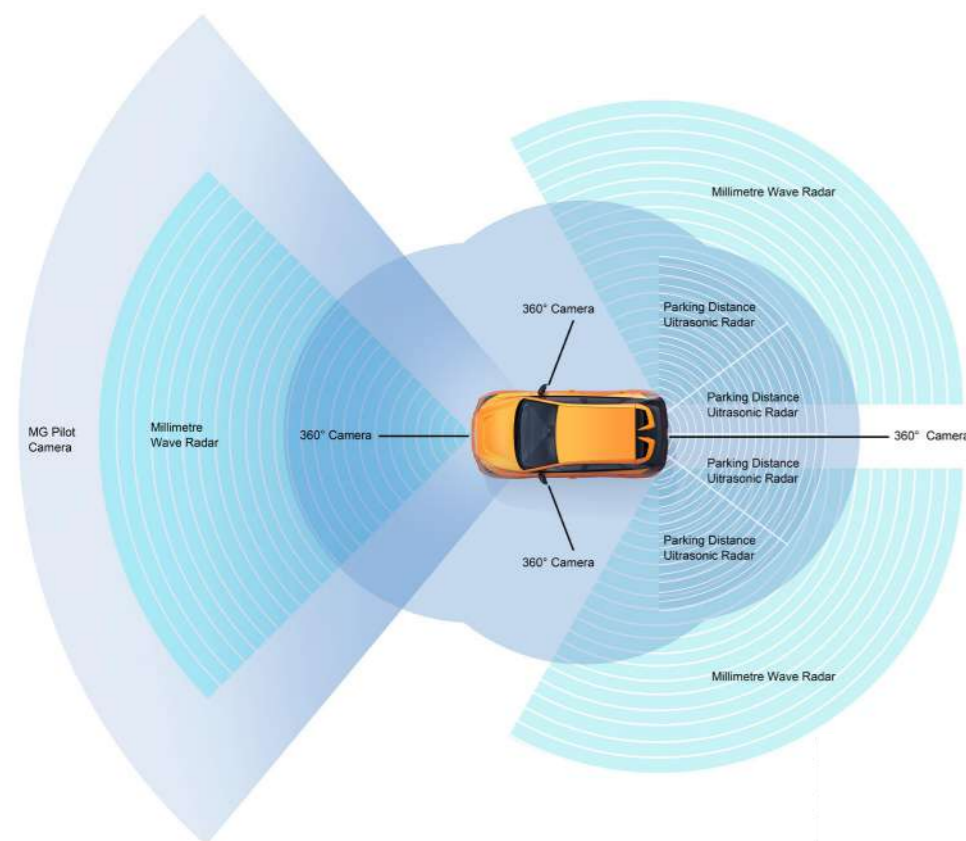 Millimetre Wave Radar
360° Camera
Parking Distance
Uitrasonic Radar
Parking Distance
Uitrasonic Radar
MG Pilot
Camera
Millimetre
Wave Radar
360° Camera
360° Camera
Parking Distance
Uitrasonic Radar
Parking Distance
Uitrasonic Radar
360° Camera
Millimetre Wave Radar